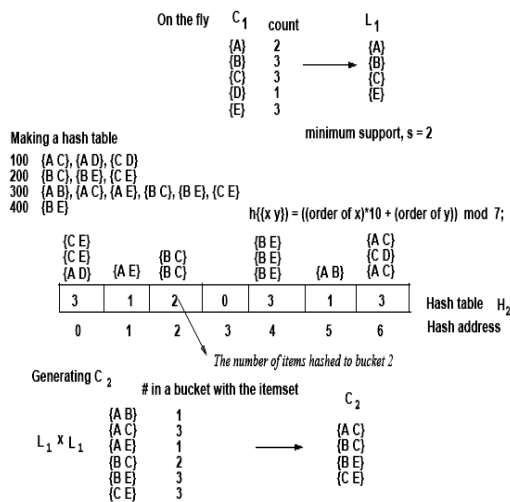 On the fly C1 count L1
{A} 2 {A}
{B} 3 {B}
{C} 3 {C}
{D} 1 {E}
{E} 3
minimum support, s = 2
Making a hash table
100 {A C}, {A D}, {C D}
200 {B C}, {B E}, {C E}
300 {A B}, {A C}, {A E}, {B C}, {B E}, {C E}
400 {B E}
h{{x y}) = ((order of x)*10 + (order of y)) mod 7;
{C E} {B E} {A C}
{C E} {B C} {B E} {C D}
{A D} {A E} {B C} {B E} {A B} {A C}
3 1 2 0 3 1 3 Hash table H2
0 1 2 3 4 5 6 Hash address
The number of items hashed to bucket 2
Generating C2
# in a bucket with the itemset C2
{A B} 1
{A C} 3 {A C}
L1 x L1 {A E} 1 {B C}
{B C} 2 {B E}
{B E} 3 {C E}
{C E} 3